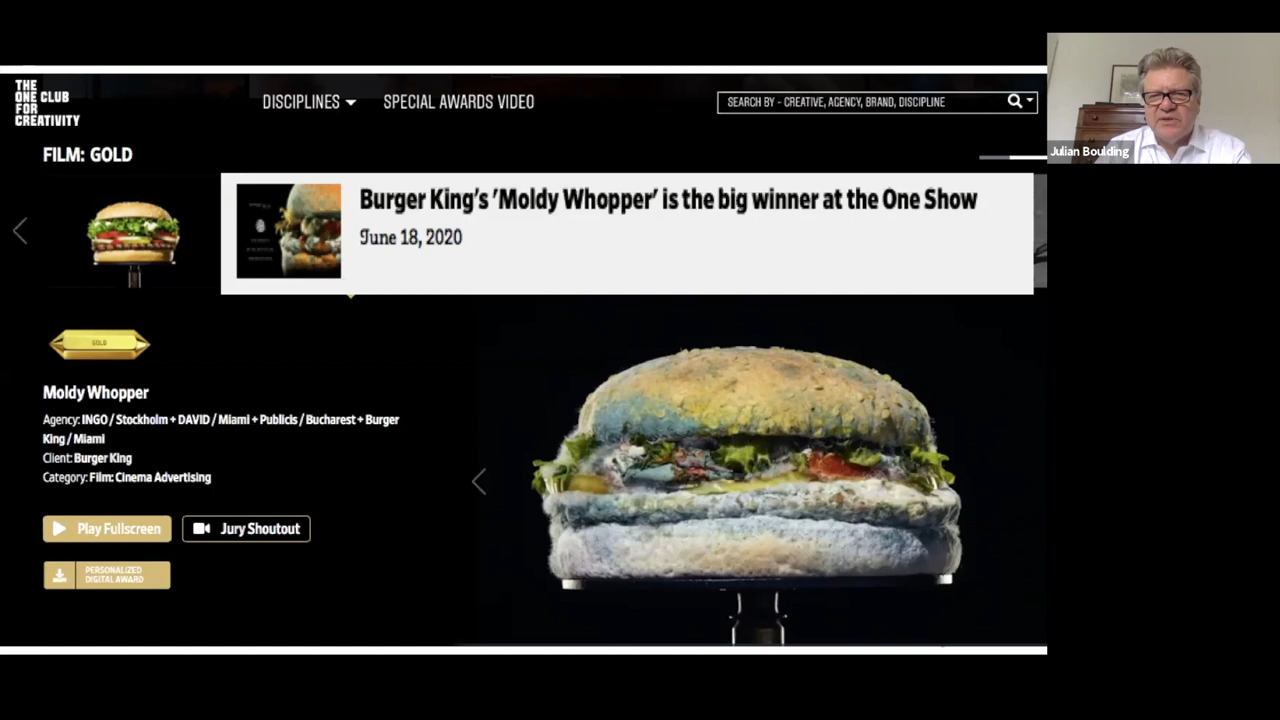 THE
ONE CLUB
FOR
CREATIVITY
DISCIPLINES
SPECIAL AWARDS VIDEO
SEARCH BY - CREATIVE, AGENCY, BRAND, DISCIPLINE
Julian Boulding
FILM: GOLD
Burger King's 'Moldy Whopper' is the big winner at the One Show
June 18, 2020
GOLD
Moldy Whopper
Agency: INGO / Stockholm + DAVID / Miami + Publicis / Bucharest + Burger
King / Miami
Client: Burger King
Category: Film: Cinema Advertising
Play Fullscreen
Jury Shoutout
PERSONALIZED
DIGITAL AWARD